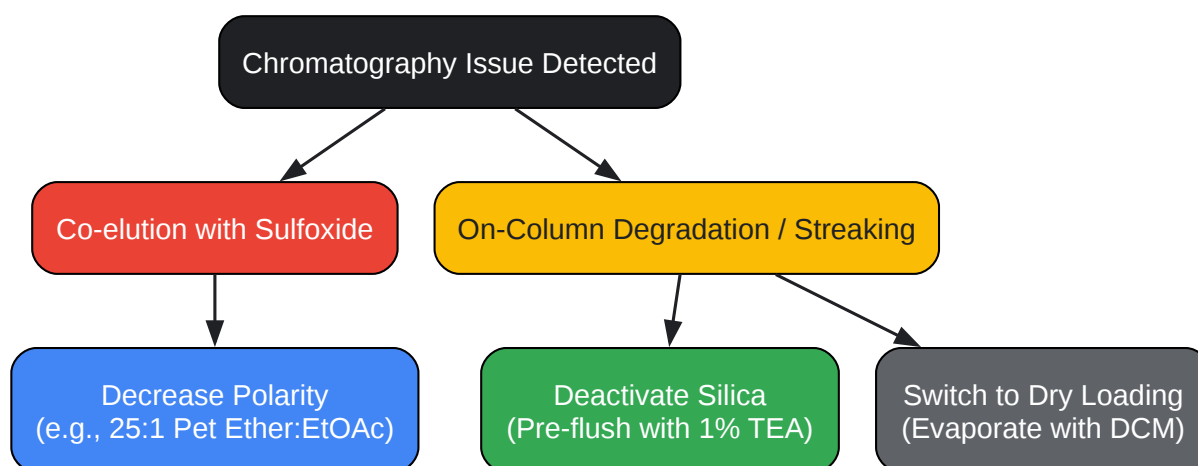 Chromatography Issue Detected
Co-elution with Sulfoxide
On-Column Degradation / Streaking
Decrease Polarity
(e.g., 25:1 Pet Ether:EtOAc)
Deactivate Silica
(Pre-flush with 1% TEA)
Switch to Dry Loading
(Evaporate with DCM)